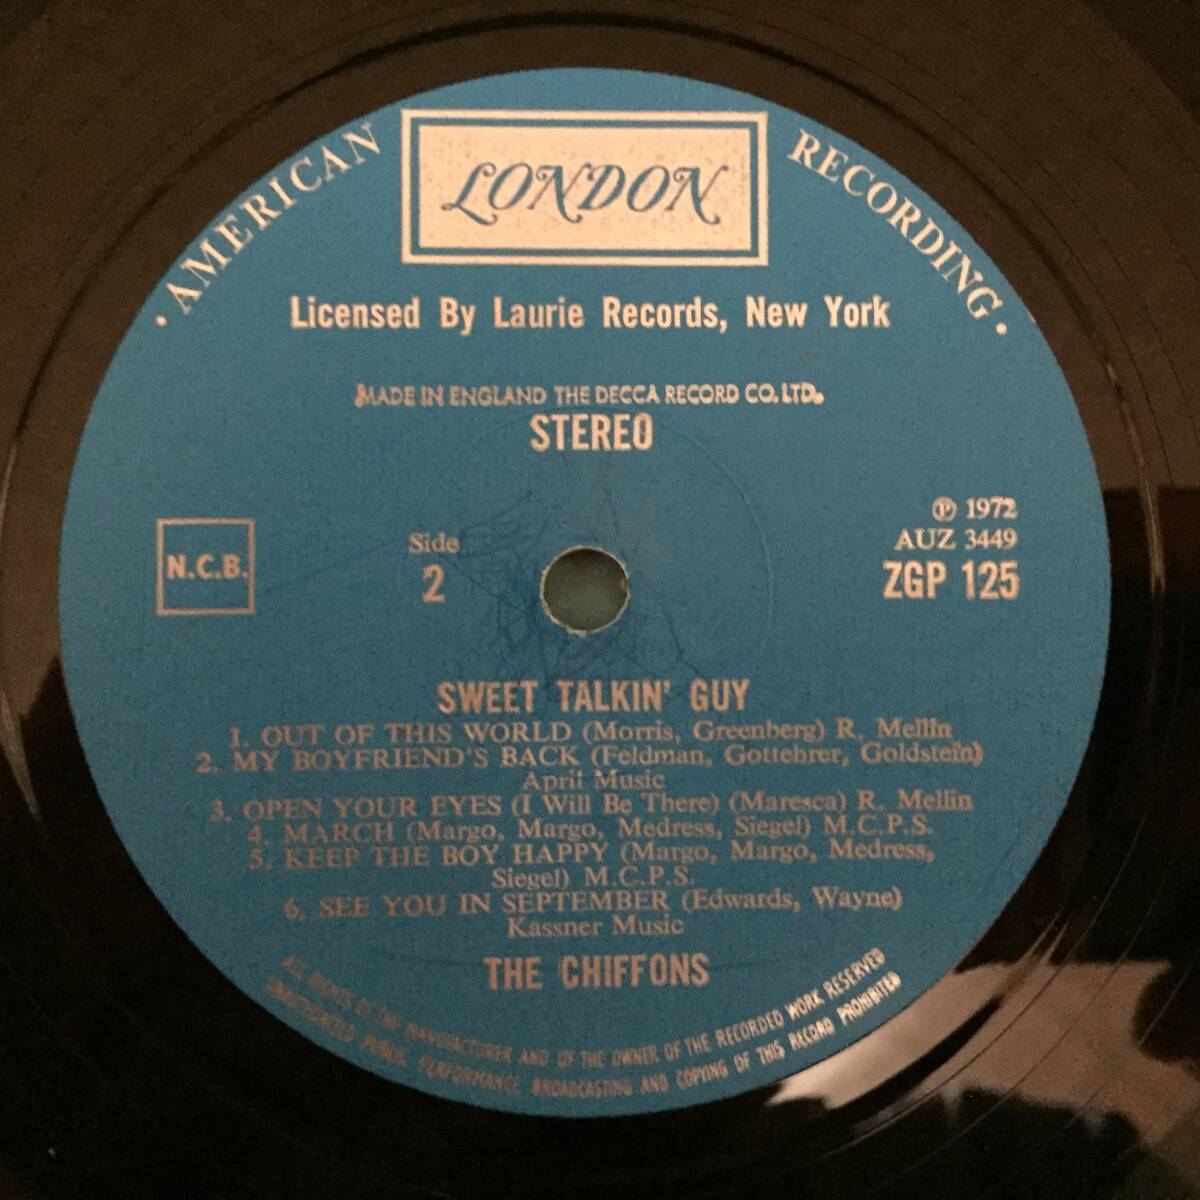 · AMERICAN RECORDING ·
LONDON
Licensed By Laurie Records, New York
MADE IN ENGLAND THE DECCA RECORD CO. LTD.
STEREO
℗ 1972
AUZ 3449
ZGP 125
N.C.B.
Side
2
SWEET TALKIN' GUY
1. OUT OF THIS WORLD (Morris, Greenberg) R. Mellin
2. MY BOYFRIEND'S BACK (Feldman, Gottehrer, Goldstein)
April Music
3. OPEN YOUR EYES (I Will Be There) (Maresca) R. Mellin
4. MARCH (Margo, Margo, Medress, Siegel) M.C.P.S.
5. KEEP THE BOY HAPPY (Margo, Margo, Medress,
Siegel) M.C.P.S.
6. SEE YOU IN SEPTEMBER (Edwards, Wayne)
Kassner Music
THE CHIFFONS
ALL RIGHTS OF THE MANUFACTURER AND OF THE OWNER OF THE RECORDED WORK RESERVED
UNAUTHORISED PUBLIC PERFORMANCE BROADCASTING AND COPYING OF THIS RECORD PROHIBITED